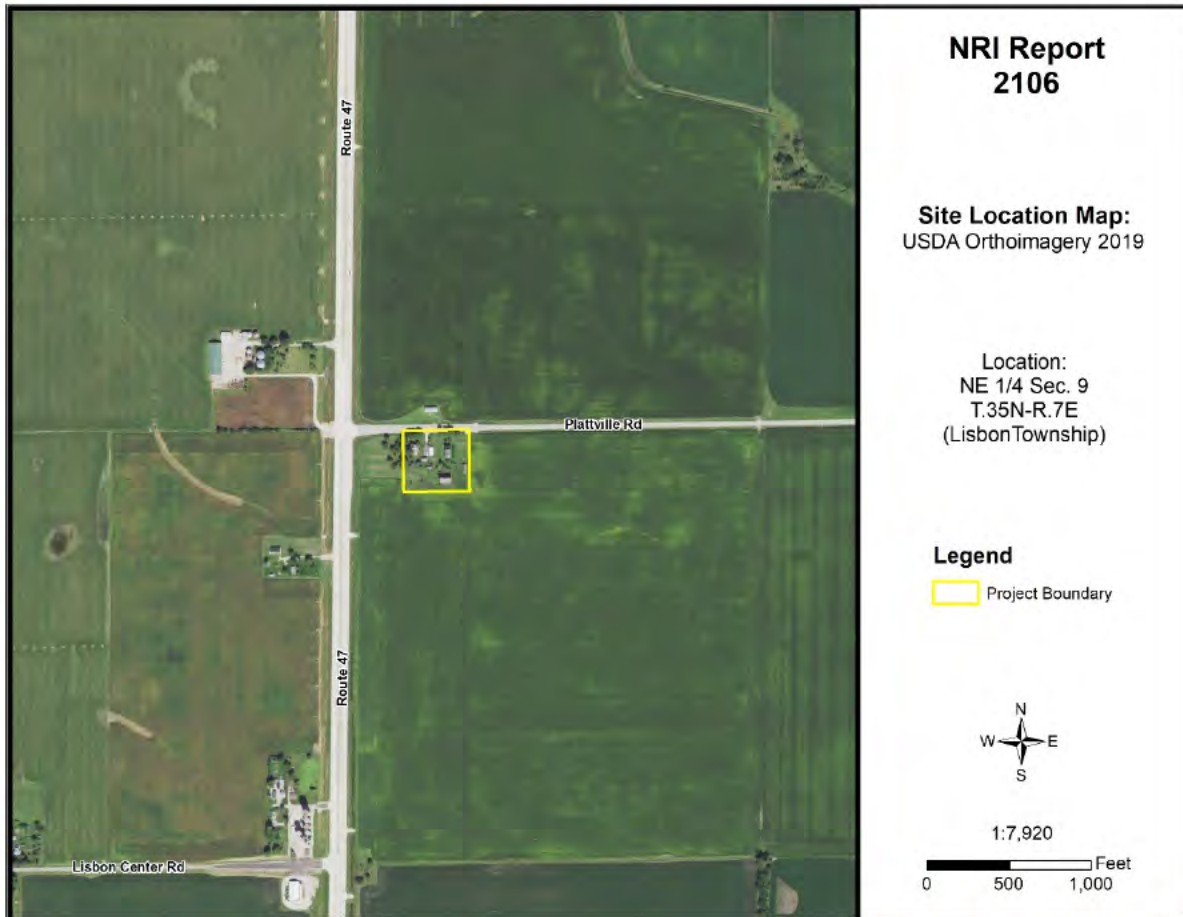 NRI Report
2106
Site Location Map:
USDA Orthoimagery 2019
Location:
NE 1/4 Sec. 9
T.35N-R.7E
(LisbonTownship)
Legend
Project Boundary
N
W E
S
1:7,920
Feet
0 500 1,000
Route 47
Plattville Rd
Route 47
Lisbon Center Rd